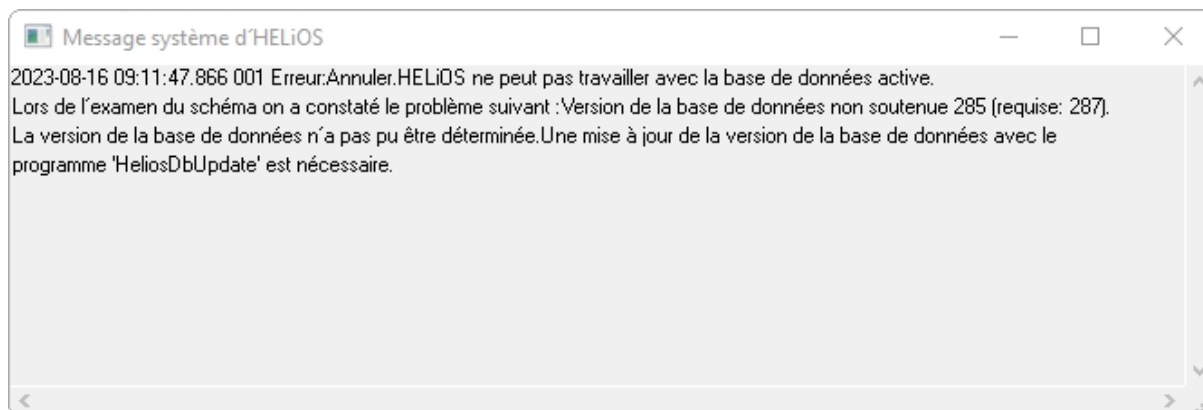 Message système d´HELiOS
2023-08-16 09:11:47.866 001 Erreur:Annuler.HELiOS ne peut pas travailler avec la base de données active.
Lors de l´examen du schéma on a constaté le problème suivant :Version de la base de données non soutenue 285 (requise: 287).
La version de la base de données n´a pas pu être déterminée.Une mise à jour de la version de la base de données avec le
programme 'HeliosDbUpdate' est nécessaire.